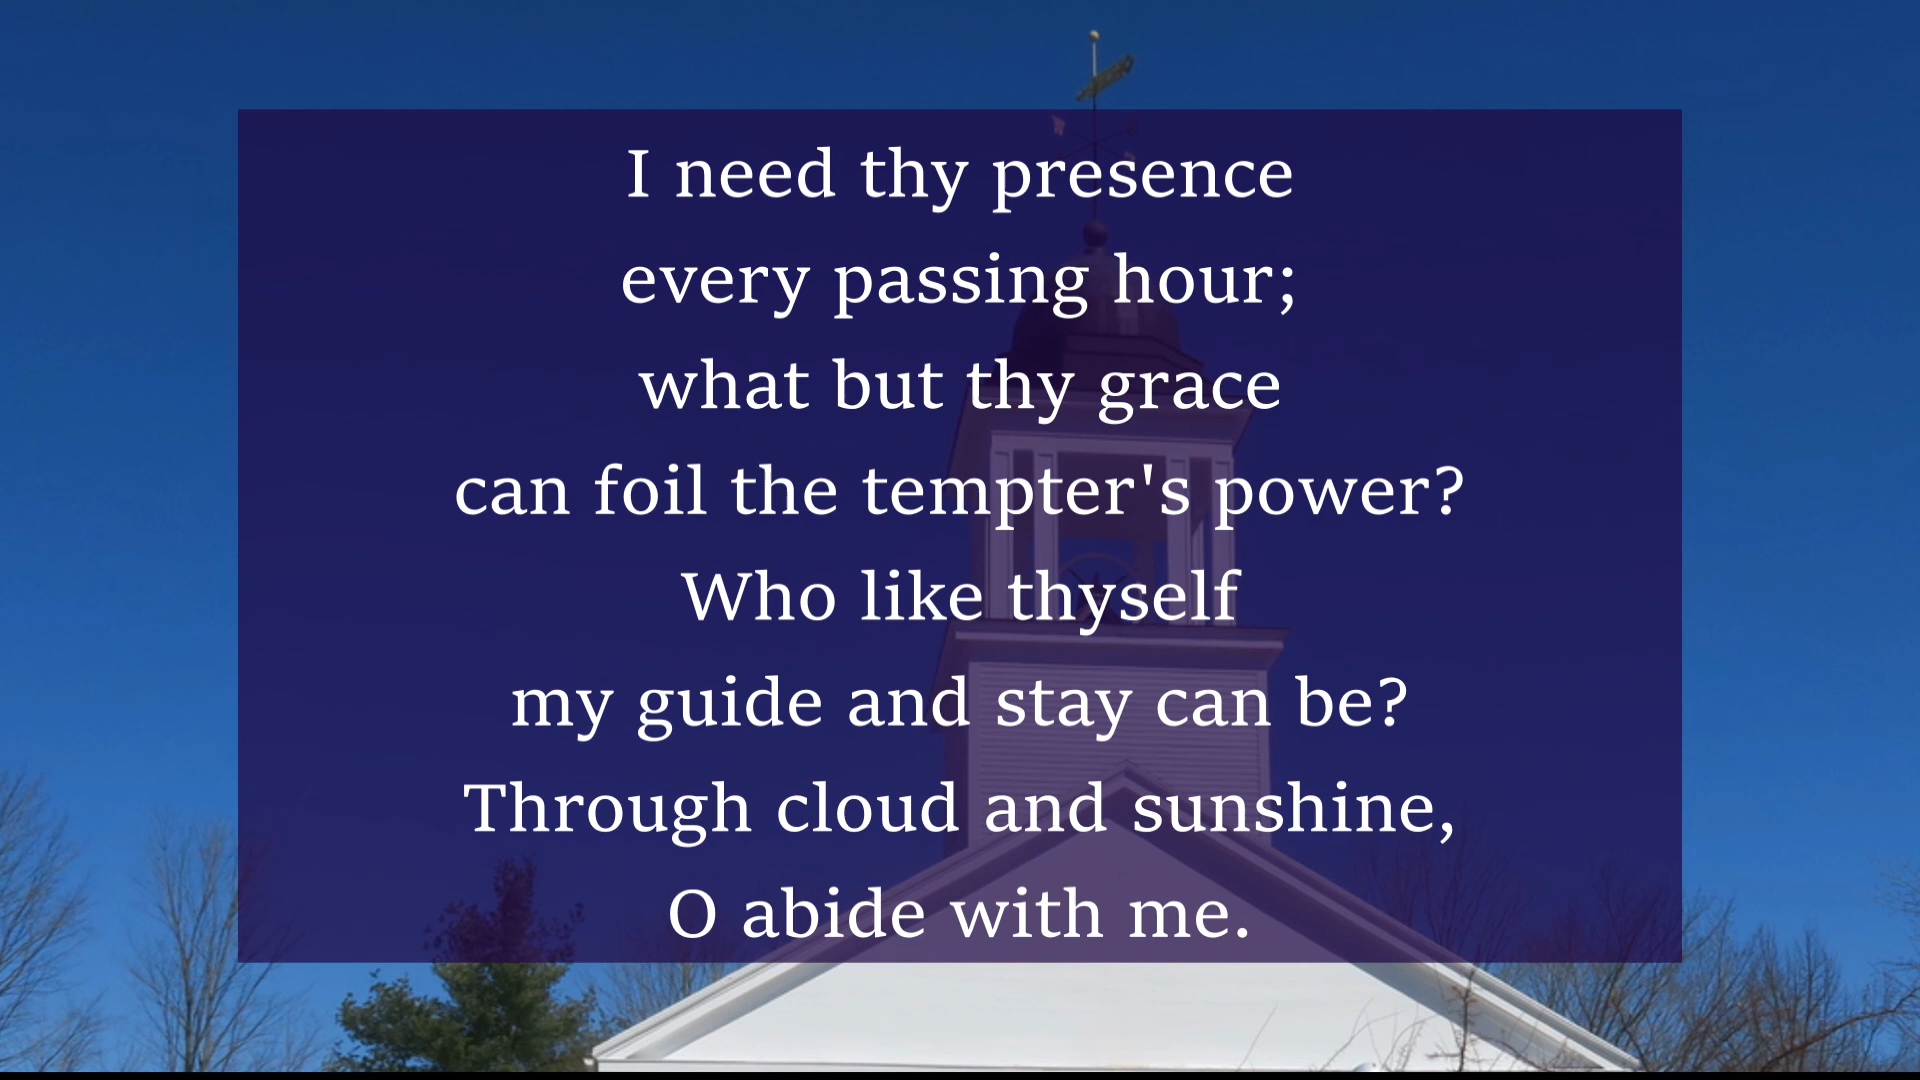 I need thy presence
every passing hour;
what but thy grace
can foil the tempter's power?
Who like thyself
my guide and stay can be?
Through cloud and sunshine,
O abide with me.